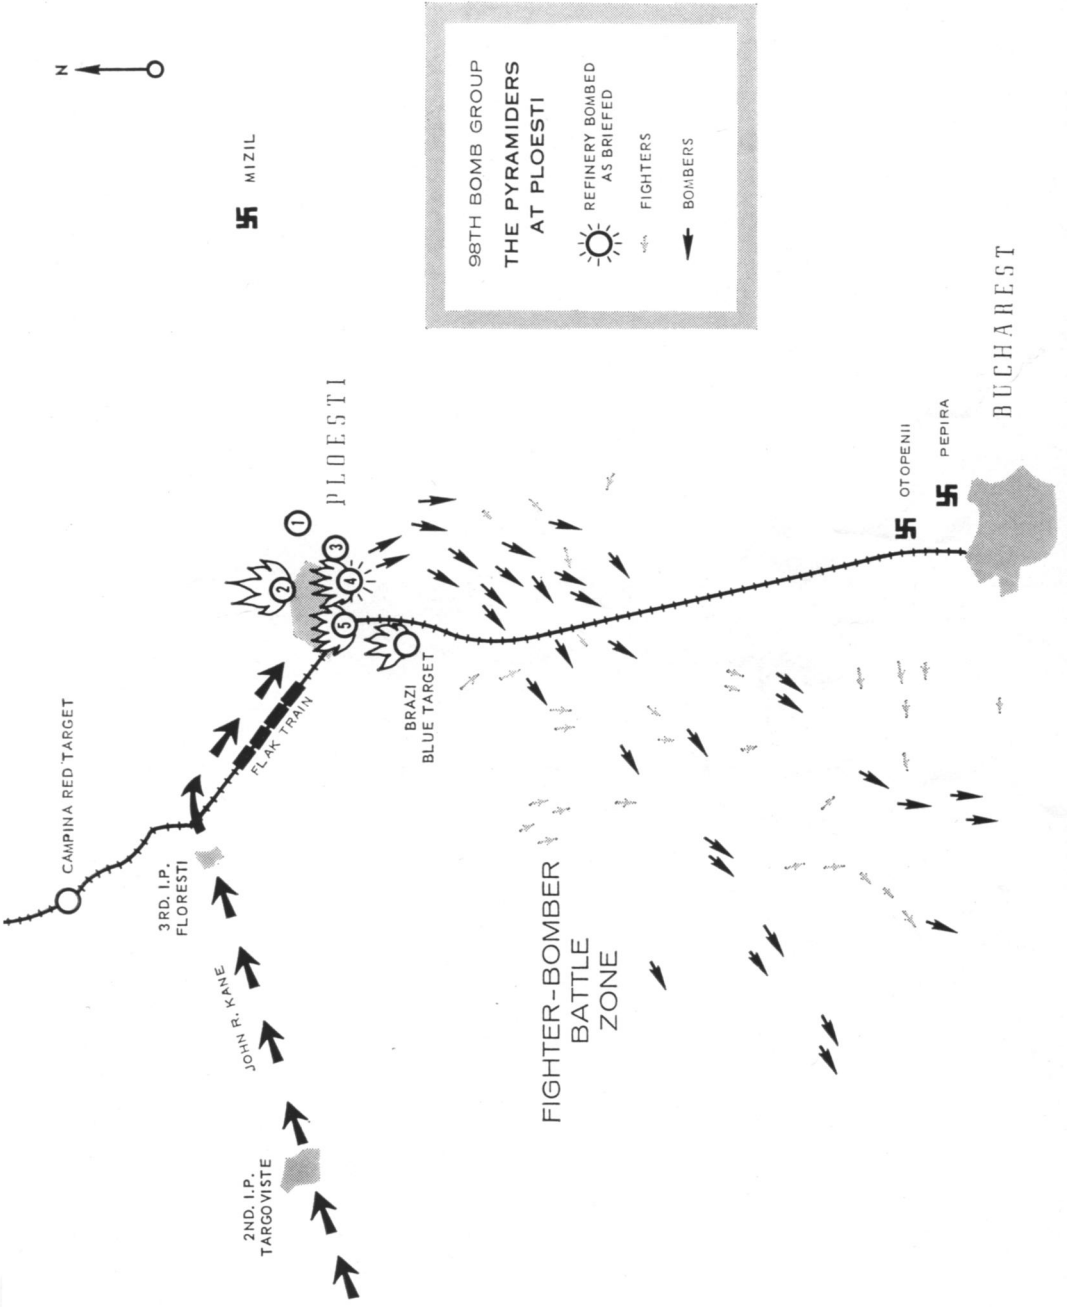 N
MIZIL
98TH BOMB GROUP
THE PYRAMIDERS
AT PLOESTI
REFINERY BOMBED
AS BRIEFED
FIGHTERS
BOMBERS
CAMPINA RED TARGET
3RD. I.P.
FLORESTI
JOHN R. KANE
2ND. I.P.
TARGOVISTE
FLAK TRAIN
PLOESTI
1
2
3
4
5
BRAZI
BLUE TARGET
FIGHTER-BOMBER
BATTLE
ZONE
OTOPENII
PEPIRA
BUCHAREST